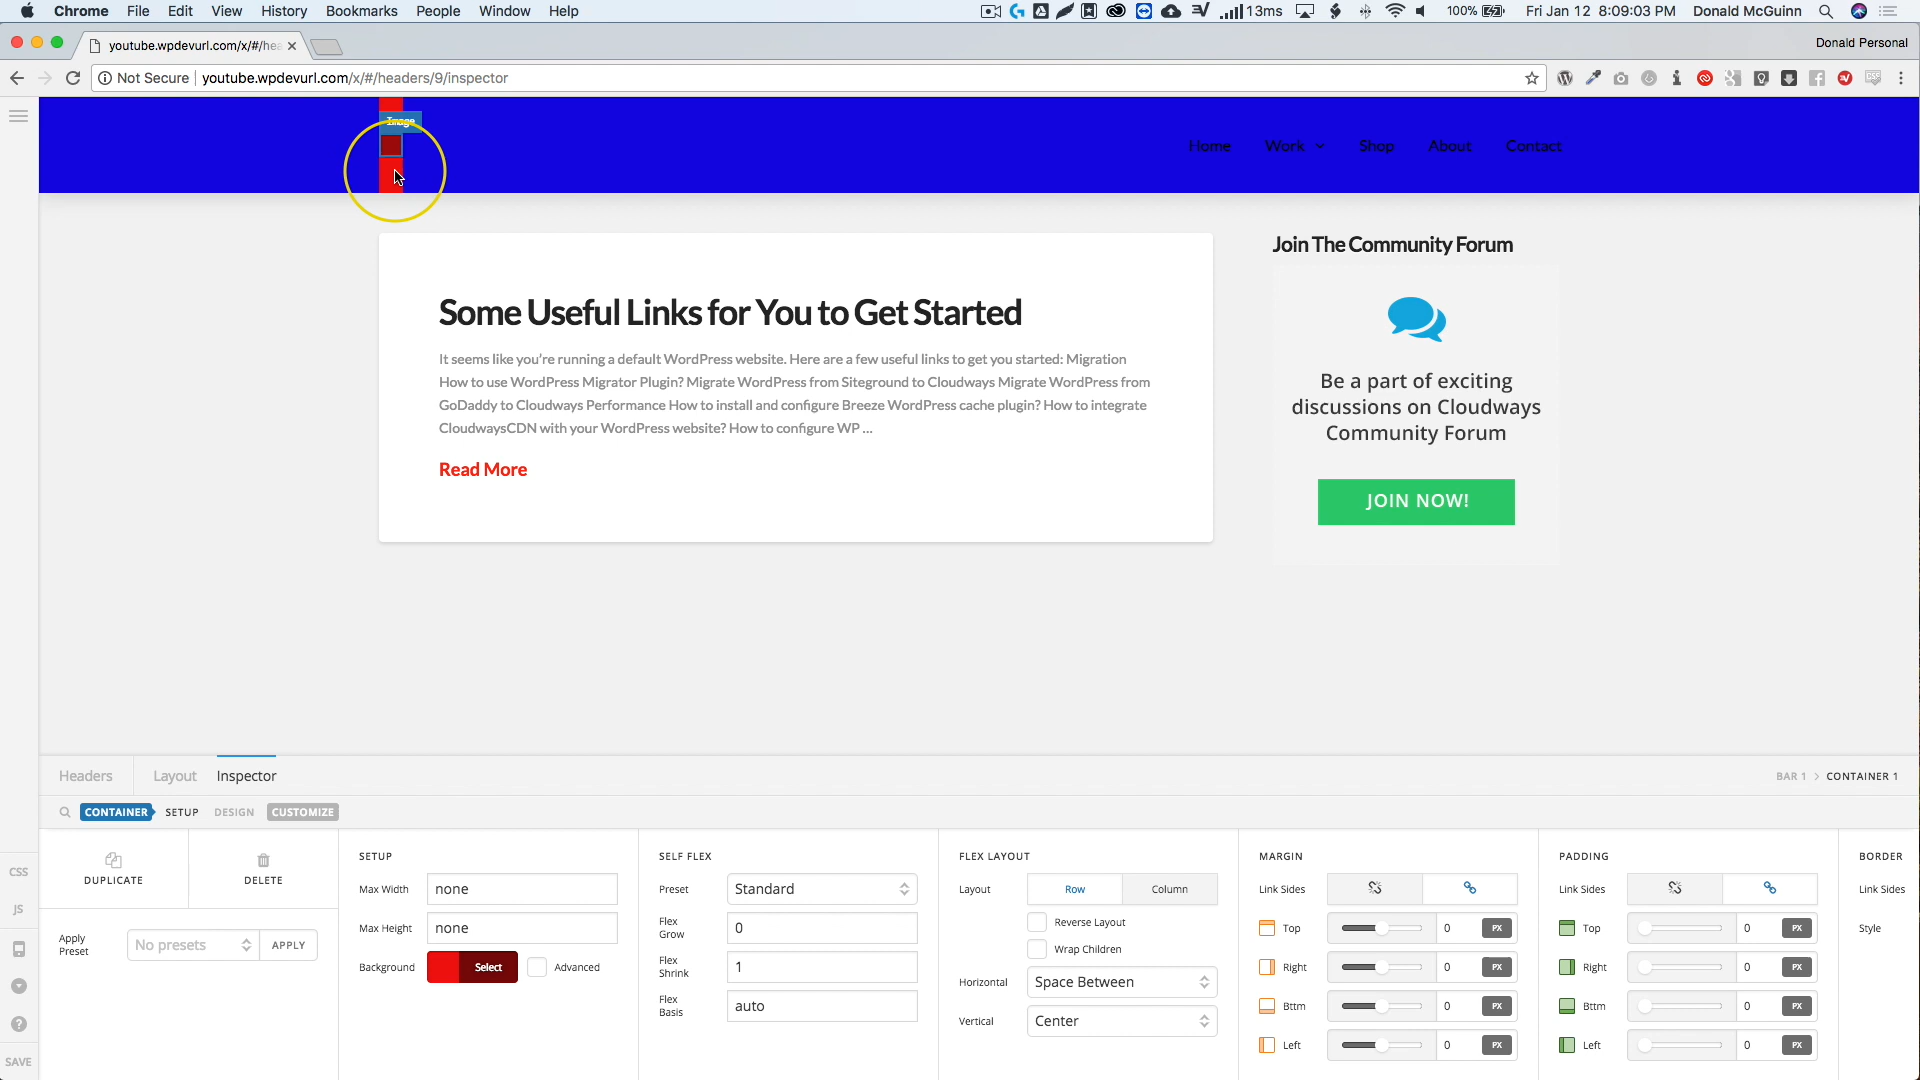 Chrome File Edit View History Bookmarks People Window Help 13ms 100% Fri Jan 12 8:09:03 PM Donald McGuinn
youtube.wpdevurl.com/x/#/hea Donald Personal
Not Secure youtube.wpdevurl.com/x/#/headers/9/inspector
Image
Home Work Shop About Contact
Join The Community Forum
Some Useful Links for You to Get Started
It seems like you're running a default WordPress website. Here are a few useful links to get you started: Migration
How to use WordPress Migrator Plugin? Migrate WordPress from Siteground to Cloudways Migrate WordPress from
GoDaddy to Cloudways Performance How to install and configure Breeze WordPress cache plugin? How to integrate
CloudwaysCDN with your WordPress website? How to configure WP ...
Read More
Be a part of exciting
discussions on Cloudways
Community Forum
JOIN NOW!
Headers Layout Inspector BAR 1 > CONTAINER 1
CONTAINER SETUP DESIGN CUSTOMIZE
CSS
JS
?
SAVE
DUPLICATE DELETE
Apply
Preset
No presets APPLY
SETUP
Max Width none
Max Height none
Background Select Advanced
SELF FLEX
Preset Standard
Flex
Grow
0
Flex
Shrink
1
Flex
Basis
auto
FLEX LAYOUT
Layout Row Column
Reverse Layout
Wrap Children
Horizontal Space Between
Vertical Center
MARGIN
Link Sides
Top 0 PX
Right 0 PX
Bttm 0 PX
Left 0 PX
PADDING
Link Sides
Top 0 PX
Right 0 PX
Bttm 0 PX
Left 0 PX
BORDER
Link Sides
Style